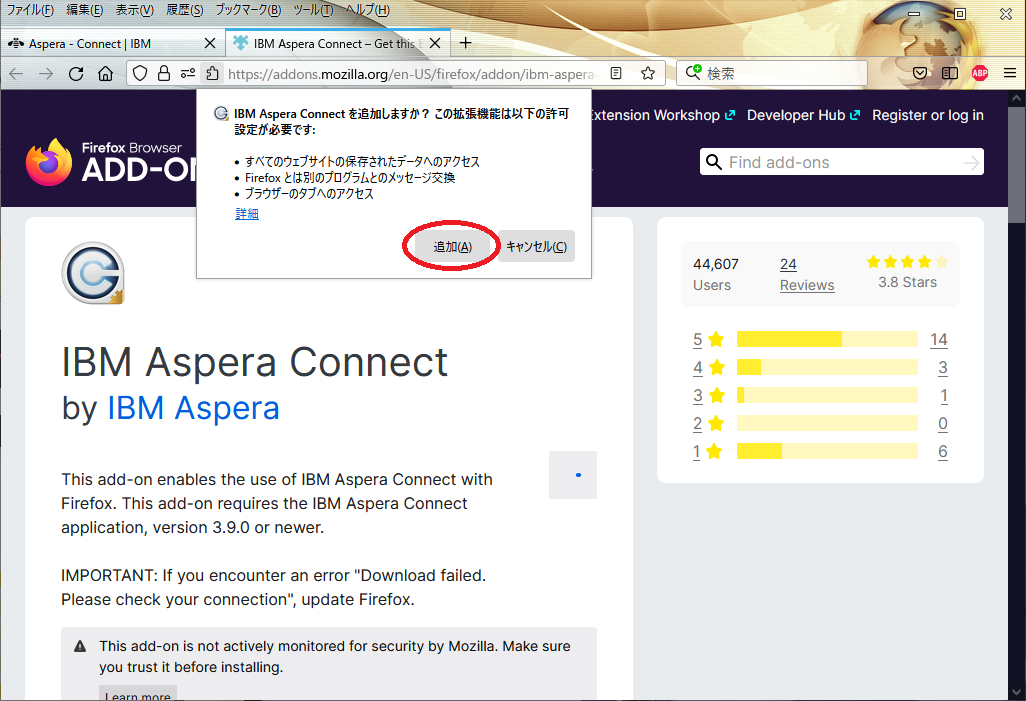 ファイル(F) 編集(E) 表示(V) 履歴(S) ブックマーク(B) ツール(T) ヘルプ(H)
Aspera - Connect | IBM
IBM Aspera Connect – Get this E
https://addons.mozilla.org/en-US/firefox/addon/ibm-aspera-
検索
ABP
IBM Aspera Connect を追加しますか？ この拡張機能は以下の許可
設定が必要です:
• すべてのウェブサイトの保存されたデータへのアクセス
• Firefox とは別のプログラムとのメッセージ交換
• ブラウザーのタブへのアクセス
詳細
追加(A)
キャンセル(C)
Firefox Browser
ADD-ON
Extension Workshop
Developer Hub
Register or log in
Find add-ons
IBM Aspera Connect
by IBM Aspera
This add-on enables the use of IBM Aspera Connect with
Firefox. This add-on requires the IBM Aspera Connect
application, version 3.9.0 or newer.
IMPORTANT: If you encounter an error "Download failed.
Please check your connection", update Firefox.
This add-on is not actively monitored for security by Mozilla. Make sure
you trust it before installing.
Learn more
44,607
Users
24
Reviews
3.8 Stars
5 14
4 3
3 1
2 0
1 6